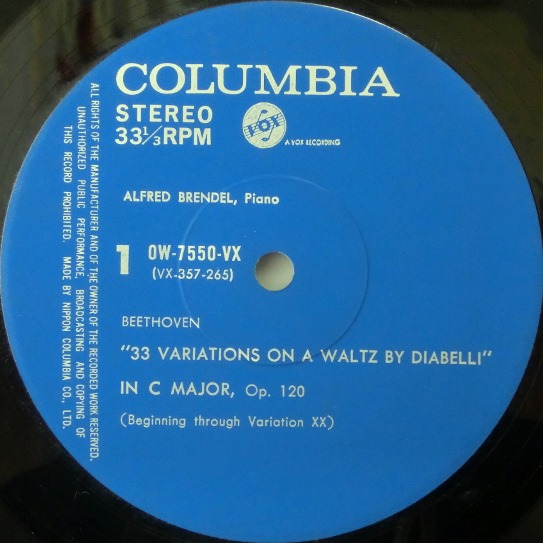 COLUMBIA
STEREO
33⅓RPM
VOX
A VOX RECORDING
ALFRED BRENDEL, Piano
1
OW-7550-VX
(VX-357-265)
BEETHOVEN
"33 VARIATIONS ON A WALTZ BY DIABELLI"
IN C MAJOR, Op. 120
(Beginning through Variation XX)
ALL RIGHTS OF THE MANUFACTURER AND OF THE OWNER OF THE RECORDED WORK RESERVED.
UNAUTHORIZED PUBLIC PERFORMANCE, BROADCASTING AND COPYING OF
THIS RECORD PROHIBITED. MADE BY NIPPON COLUMBIA CO., LTD.